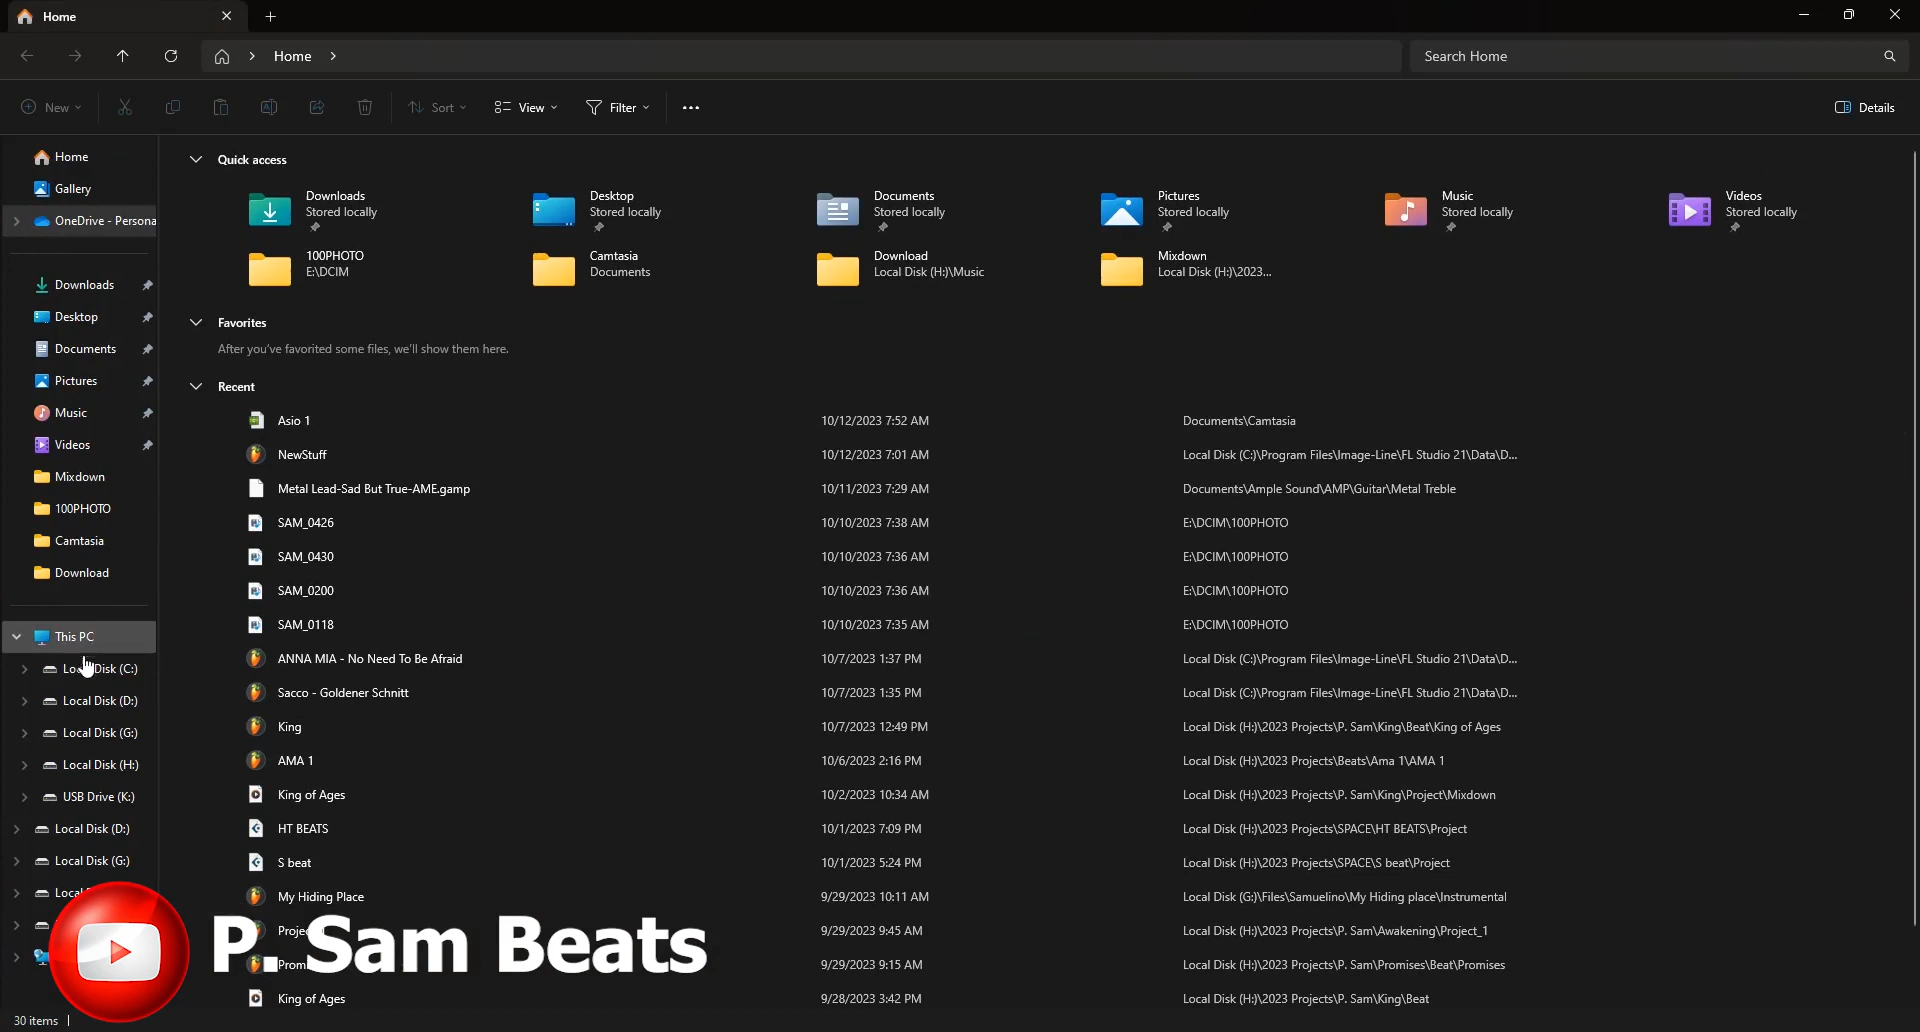 Home
Home
Search Home
New
Sort
View
Filter
Details
Home
Gallery
OneDrive - Persona
Downloads
Desktop
Documents
Pictures
Music
Videos
Mixdown
100PHOTO
Camtasia
Download
This PC
Local Disk (C:)
Local Disk (D:)
Local Disk (G:)
Local Disk (H:)
USB Drive (K:)
Local Disk (D:)
Local Disk (G:)
Local
30 items
Quick access
Downloads
Stored locally
Desktop
Stored locally
Documents
Stored locally
Pictures
Stored locally
Music
Stored locally
Videos
Stored locally
100PHOTO
E:\DCIM
Camtasia
Documents
Download
Local Disk (H:)\Music
Mixdown
Local Disk (H:)\2023...
Favorites
After you've favorited some files, we'll show them here.
Recent
Asio 1 10/12/2023 7:52 AM Documents\Camtasia
NewStuff 10/12/2023 7:01 AM Local Disk (C:)\Program Files\Image-Line\FL Studio 21\Data\D...
Metal Lead-Sad But True-AME.gamp 10/11/2023 7:29 AM Documents\Ample Sound\AMP\Guitar\Metal Treble
SAM_0426 10/10/2023 7:38 AM E:\DCIM\100PHOTO
SAM_0430 10/10/2023 7:36 AM E:\DCIM\100PHOTO
SAM_0200 10/10/2023 7:36 AM E:\DCIM\100PHOTO
SAM_0118 10/10/2023 7:35 AM E:\DCIM\100PHOTO
ANNA MIA - No Need To Be Afraid 10/7/2023 1:37 PM Local Disk (C:)\Program Files\Image-Line\FL Studio 21\Data\D...
Sacco - Goldener Schnitt 10/7/2023 1:35 PM Local Disk (C:)\Program Files\Image-Line\FL Studio 21\Data\D...
King 10/7/2023 12:49 PM Local Disk (H:)\2023 Projects\P. Sam\King\Beat\King of Ages
AMA 1 10/6/2023 2:16 PM Local Disk (H:)\2023 Projects\Beats\Ama 1\AMA 1
King of Ages 10/2/2023 10:34 AM Local Disk (H:)\2023 Projects\P. Sam\King\Project\Mixdown
HT BEATS 10/1/2023 7:09 PM Local Disk (H:)\2023 Projects\SPACE\HT BEATS\Project
S beat 10/1/2023 5:24 PM Local Disk (H:)\2023 Projects\SPACE\S beat\Project
My Hiding Place 9/29/2023 10:11 AM Local Disk (G:)\Files\Samuelino\My Hiding place\Instrumental
9/29/2023 9:45 AM Local Disk (H:)\2023 Projects\P. Sam\Awakening\Project_1
9/29/2023 9:15 AM Local Disk (H:)\2023 Projects\P. Sam\Promises\Beat\Promises
King of Ages 9/28/2023 3:42 PM Local Disk (H:)\2023 Projects\P. Sam\King\Beat
P. Sam Beats